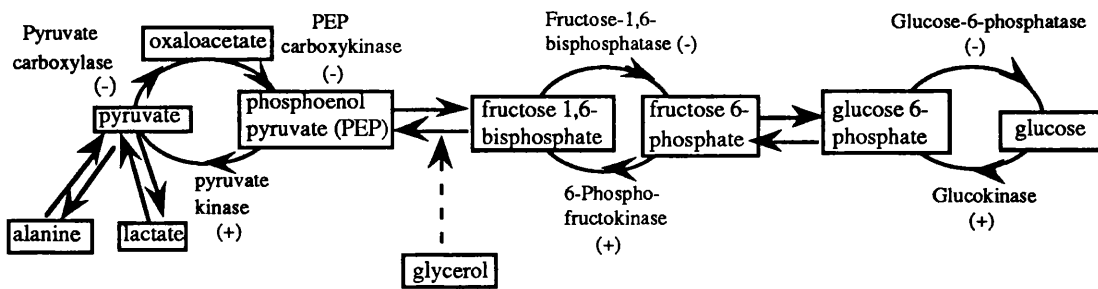 Pyruvate
carboxylase
(-)
oxaloacetate
PEP
carboxykinase
(-)
pyruvate
phosphoenol
pyruvate (PEP)
pyruvate
kinase
(+)
alanine
lactate
glycerol
Fructose-1,6-
bisphosphatase (-)
fructose 1,6-
bisphosphate
fructose 6-
phosphate
6-Phospho-
fructokinase
(+)
Glucose-6-phosphatase
(-)
glucose 6-
phosphate
glucose
Glucokinase
(+)